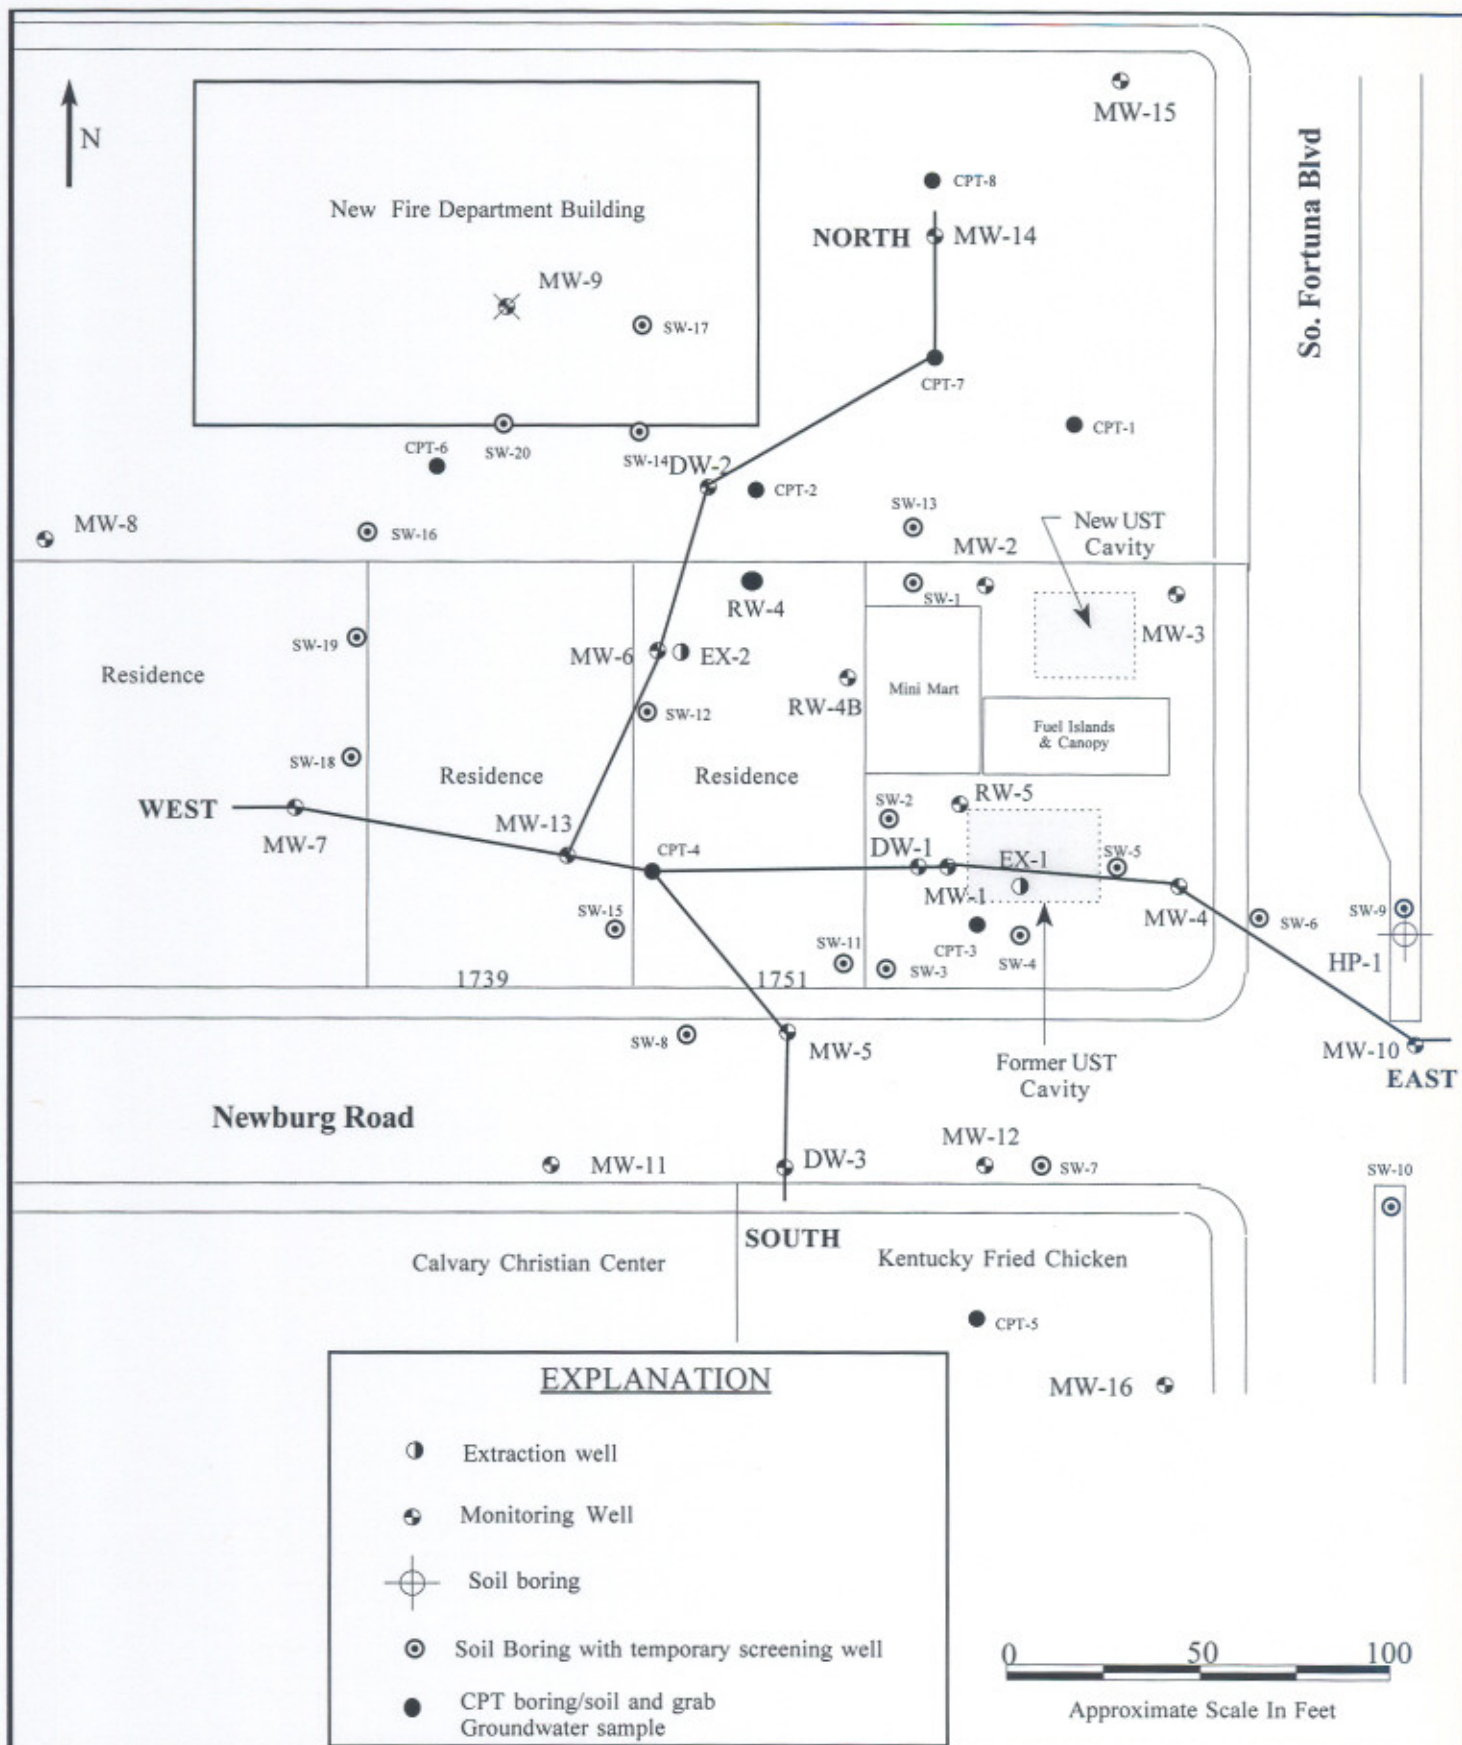 N
MW-15
So. Fortuna Blvd
CPT-8
New Fire Department Building
NORTH
MW-14
MW-9
SW-17
CPT-7
CPT-1
CPT-6
SW-20
SW-14
DW-2
CPT-2
SW-13
New UST
Cavity
MW-8
SW-16
MW-2
SW-1
RW-4
MW-3
SW-19
MW-6
EX-2
Residence
Mini Mart
RW-4B
SW-12
Fuel Islands
& Canopy
SW-18
Residence
Residence
WEST
MW-7
MW-13
SW-2
RW-5
CPT-4
DW-1
EX-1
SW-5
MW-1
MW-4
SW-15
SW-6
SW-9
SW-11
CPT-3
SW-4
SW-3
HP-1
1739
1751
SW-8
MW-5
Former UST
Cavity
MW-10
EAST
Newburg Road
MW-11
DW-3
MW-12
SW-7
SW-10
SOUTH
Calvary Christian Center
Kentucky Fried Chicken
CPT-5
MW-16
EXPLANATION
Extraction well
Monitoring Well
Soil boring
Soil Boring with temporary screening well
CPT boring/soil and grab
Groundwater sample
0 50 100
Approximate Scale In Feet